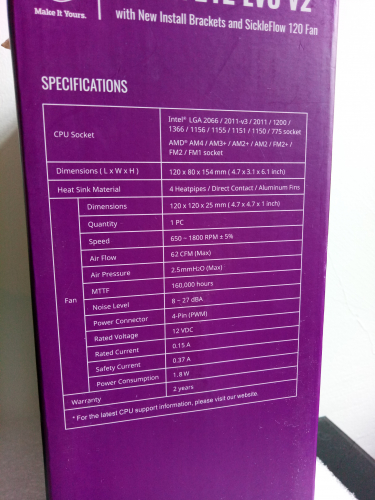 Make It Yours.
EVO V2
with New Install Brackets and SickleFlow 120 Fan
SPECIFICATIONS
CPU Socket
Intel® LGA 2066 / 2011-v3 / 2011 / 1200 /
1366 / 1156 / 1155 / 1151 / 1150 / 775 socket
AMD® AM4 / AM3+ / AM2+ / AM2 / FM2+ /
FM2 / FM1 socket
Dimensions ( L x W x H ) 120 x 80 x 154 mm ( 4.7 x 3.1 x 6.1 inch)
Heat Sink Material 4 Heatpipes / Direct Contact / Aluminum Fins
Fan
Dimensions 120 x 120 x 25 mm ( 4.7 x 4.7 x 1 inch)
Quantity 1 PC
Speed 650 ~ 1800 RPM ± 5%
Air Flow 62 CFM (Max)
Air Pressure 2.5mmH₂O (Max)
MTTF 160,000 hours
Noise Level 8 ~ 27 dBA
Power Connector 4-Pin (PWM)
Rated Voltage 12 VDC
Rated Current 0.15 A
Safety Current 0.37 A
Power Consumption 1.8 W
Warranty 2 years
* For the latest CPU support information, please visit our website.